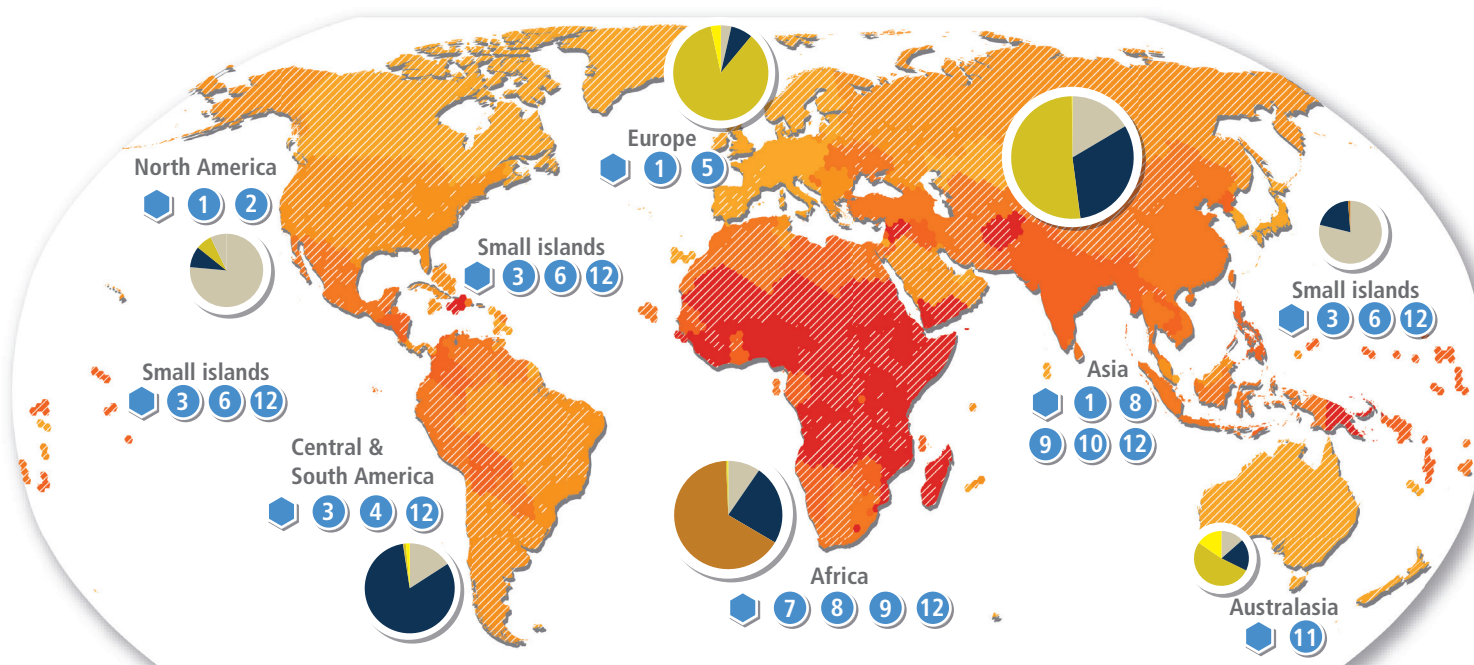 Europe
1 5
North America
1 2
Small islands
3 6 12
Small islands
3 6 12
Small islands
3 6 12
Asia
1 8
9 10 12
Central &
South America
3 4 12
Africa
7 8 9 12
Australasia
11